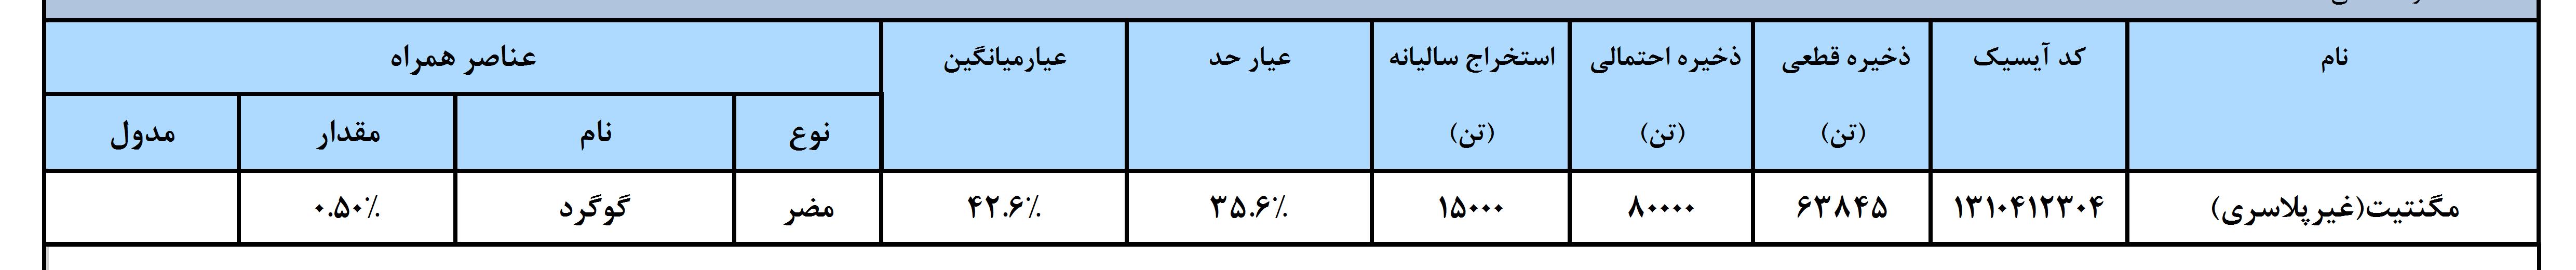 نام	کد آیسیک	ذخیره قطعی (تن)	ذخیره احتمالی (تن)	استخراج سالیانه (تن)	عیار حد	عیارمیانگین	عناصر همراه
نوع	نام	مقدار	مدول
مگنتیت(غیرپلاسری)	۱۳۱۰۴۱۲۳۰۴	۶۳۸۴۵	۸۰۰۰۰	۱۵۰۰۰	۳۵.۶٪	۴۲.۶٪	مضر	گوگرد	۰.۵۰٪